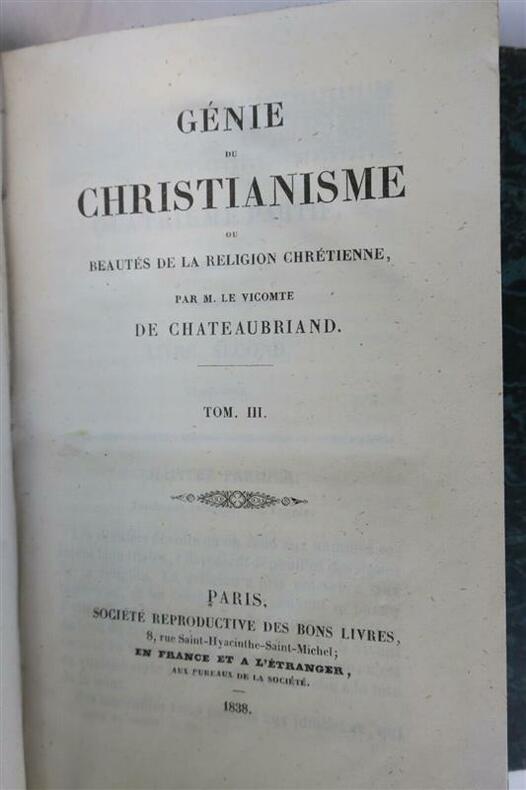 GÉNIE
DU
CHRISTIANISME
OU
BEAUTÉS DE LA RELIGION CHRÉTIENNE,
PAR M. LE VICOMTE
DE CHATEAUBRIAND.
TOM. III.
PARIS,
SOCIÉTÉ REPRODUCTIVE DES BONS LIVRES,
8, rue Saint-Hyacinthe-Saint-Michel;
EN FRANCE ET A L'ÉTRANGER,
AUX BUREAUX DE LA SOCIÉTÉ.
1838.